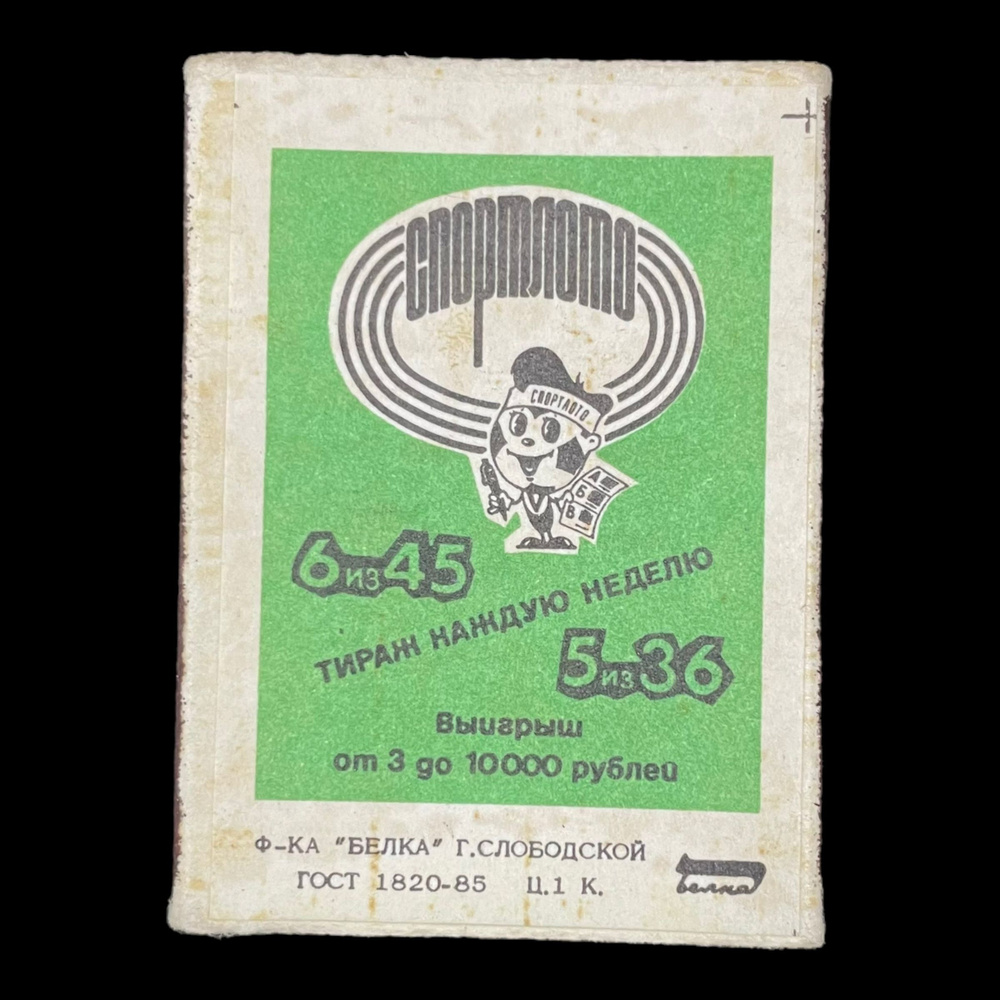 СПОРТЛОТО
СПОРТЛОТО
А
Б
В
6 из 45
ТИРАЖ КАЖДУЮ НЕДЕЛЮ
5 из 36
Выигрыш
от 3 до 10000 рублей
Ф-КА "БЕЛКА" Г.СЛОБОДСКОЙ
ГОСТ 1820-85 Ц.1 К.
белка